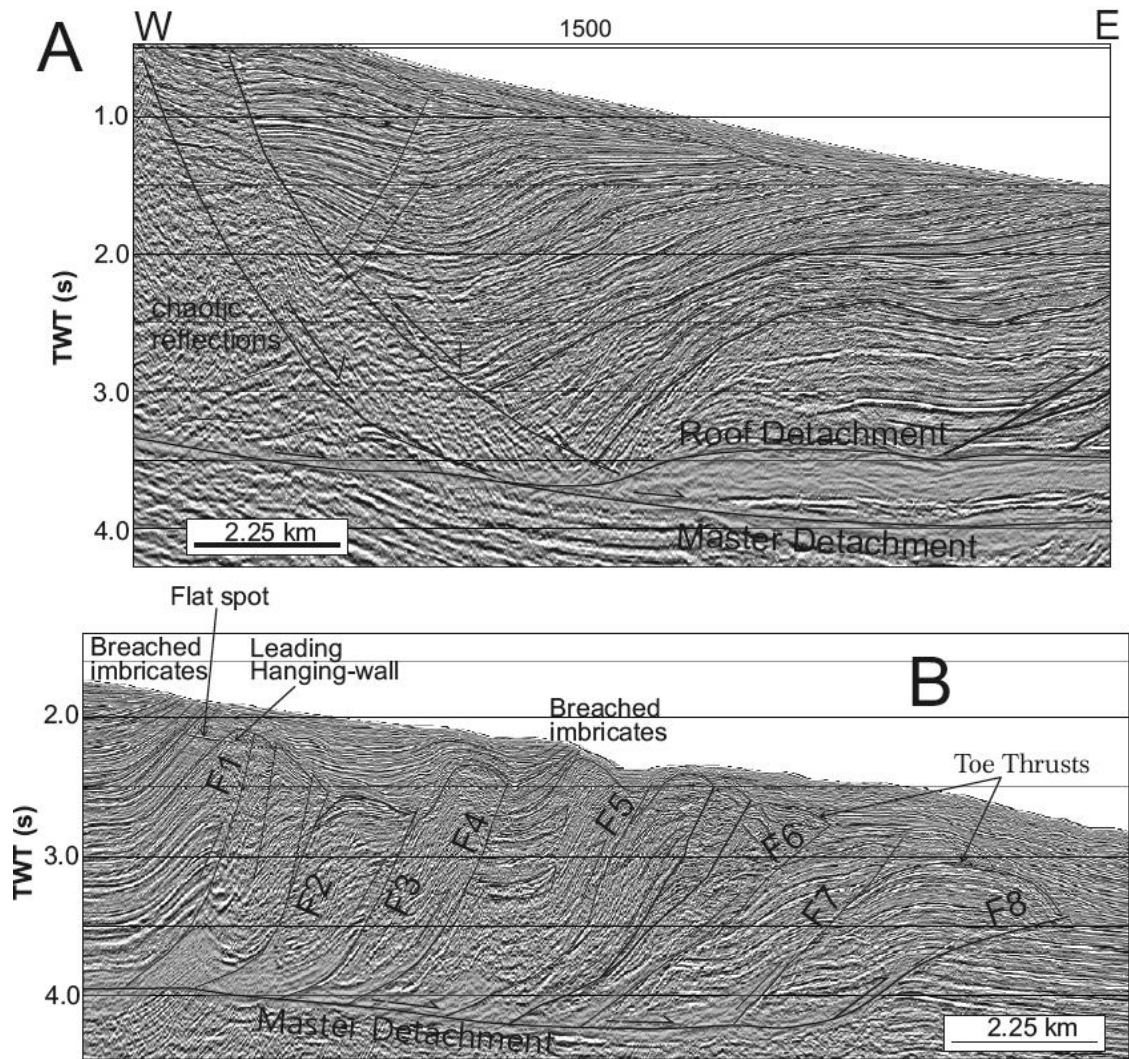 A
W
1500
E
1.0
2.0
3.0
4.0
TWT (s)
chaotic
reflections
Roof Detachment
Master Detachment
2.25 km
Flat spot
Breached
imbricates
Leading
Hanging-wall
B
Breached
imbricates
Toe Thrusts
2.0
3.0
4.0
TWT (s)
F1
F2
F3
F4
F5
F6
F7
F8
Master Detachment
2.25 km